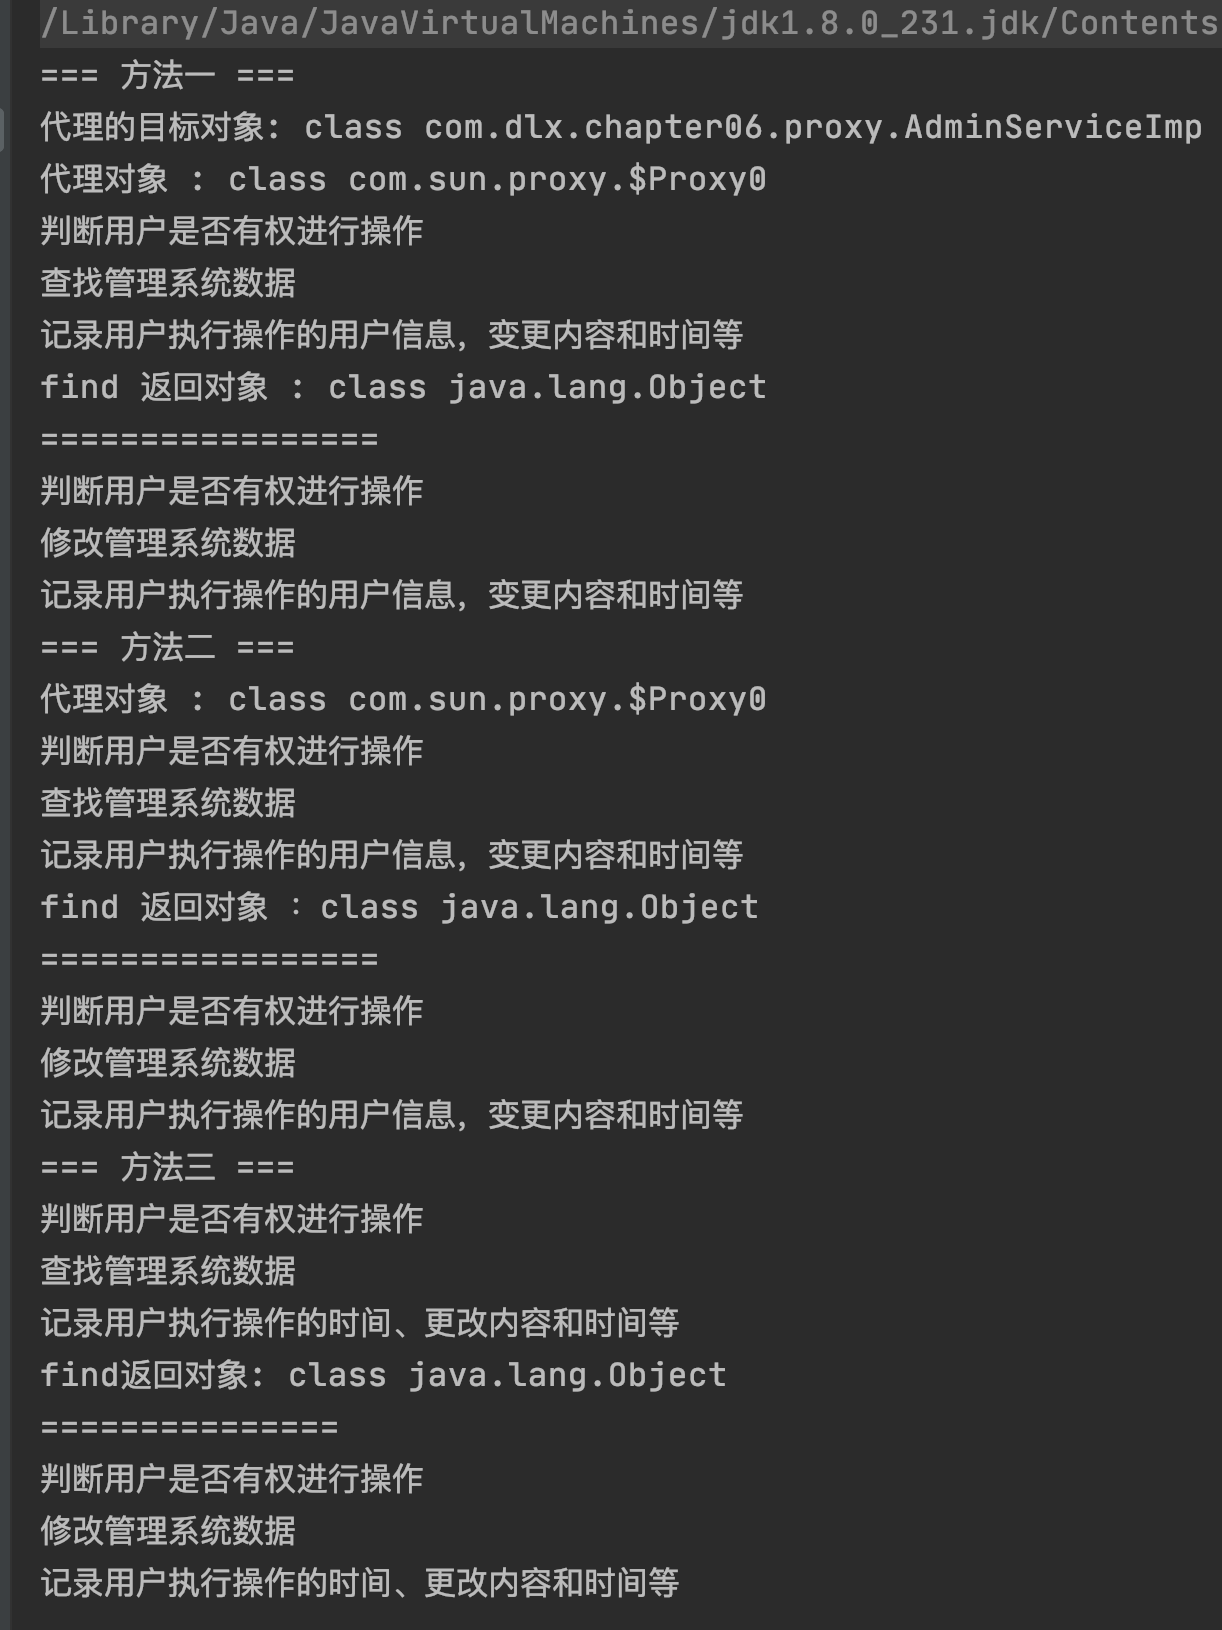 /Library/Java/JavaVirtualMachines/jdk1.8.0_231.jdk/Contents
=== 方法一 ===
代理的目标对象: class com.dlx.chapter06.proxy.AdminServiceImp
代理对象 : class com.sun.proxy.$Proxy0
判断用户是否有权进行操作
查找管理系统数据
记录用户执行操作的用户信息，变更内容和时间等
find 返回对象 : class java.lang.Object
=================
判断用户是否有权进行操作
修改管理系统数据
记录用户执行操作的用户信息，变更内容和时间等
=== 方法二 ===
代理对象 : class com.sun.proxy.$Proxy0
判断用户是否有权进行操作
查找管理系统数据
记录用户执行操作的用户信息，变更内容和时间等
find 返回对象 ：class java.lang.Object
=================
判断用户是否有权进行操作
修改管理系统数据
记录用户执行操作的用户信息，变更内容和时间等
=== 方法三 ===
判断用户是否有权进行操作
查找管理系统数据
记录用户执行操作的时间、更改内容和时间等
find返回对象: class java.lang.Object
===============
判断用户是否有权进行操作
修改管理系统数据
记录用户执行操作的时间、更改内容和时间等